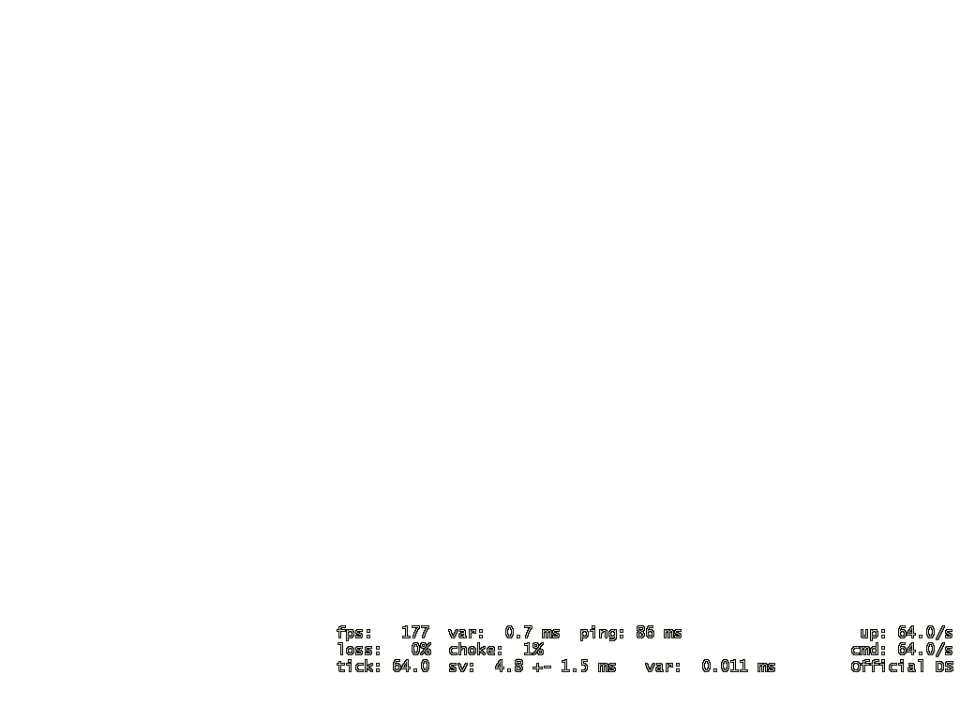 fps: 177 var: 0.7 ms ping: 86 ms up: 64.0/s
loss: 0% choke: 1% cmd: 64.0/s
tick: 64.0 sv: 4.8 +- 1.5 ms var: 0.011 ms Official DS